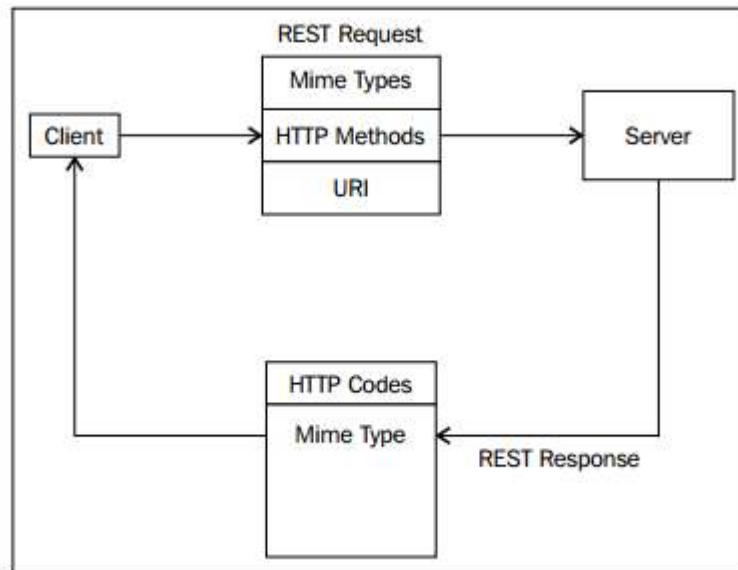 REST Request
Mime Types
Client
HTTP Methods
Server
URI
HTTP Codes
Mime Type
REST Response